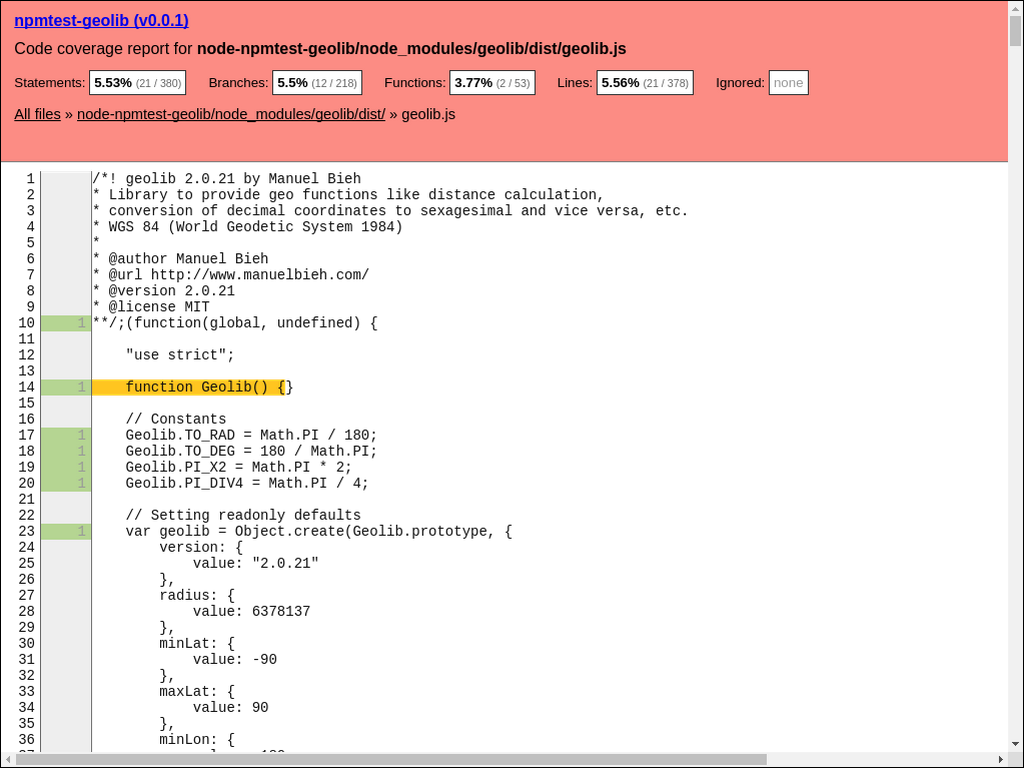 npmtest-geolib (v0.0.1)
Code coverage report for node-npmtest-geolib/node_modules/geolib/dist/geolib.js
Statements: 5.53% (21 / 380) Branches: 5.5% (12 / 218) Functions: 3.77% (2 / 53) Lines: 5.56% (21 / 378) Ignored: none
All files » node-npmtest-geolib/node_modules/geolib/dist/ » geolib.js
1 /*! geolib 2.0.21 by Manuel Bieh
2 * Library to provide geo functions like distance calculation,
3 * conversion of decimal coordinates to sexagesimal and vice versa, etc.
4 * WGS 84 (World Geodetic System 1984)
5 *
6 * @author Manuel Bieh
7 * @url http://www.manuelbieh.com/
8 * @version 2.0.21
9 * @license MIT
10 1 **/;(function(global, undefined) {
11
12 "use strict";
13
14 1 function Geolib() {}
15
16 // Constants
17 1 Geolib.TO_RAD = Math.PI / 180;
18 1 Geolib.TO_DEG = 180 / Math.PI;
19 1 Geolib.PI_X2 = Math.PI * 2;
20 1 Geolib.PI_DIV4 = Math.PI / 4;
21
22 // Setting readonly defaults
23 1 var geolib = Object.create(Geolib.prototype, {
24 version: {
25 value: "2.0.21"
26 },
27 radius: {
28 value: 6378137
29 },
30 minLat: {
31 value: -90
32 },
33 maxLat: {
34 value: 90
35 },
36 minLon: {